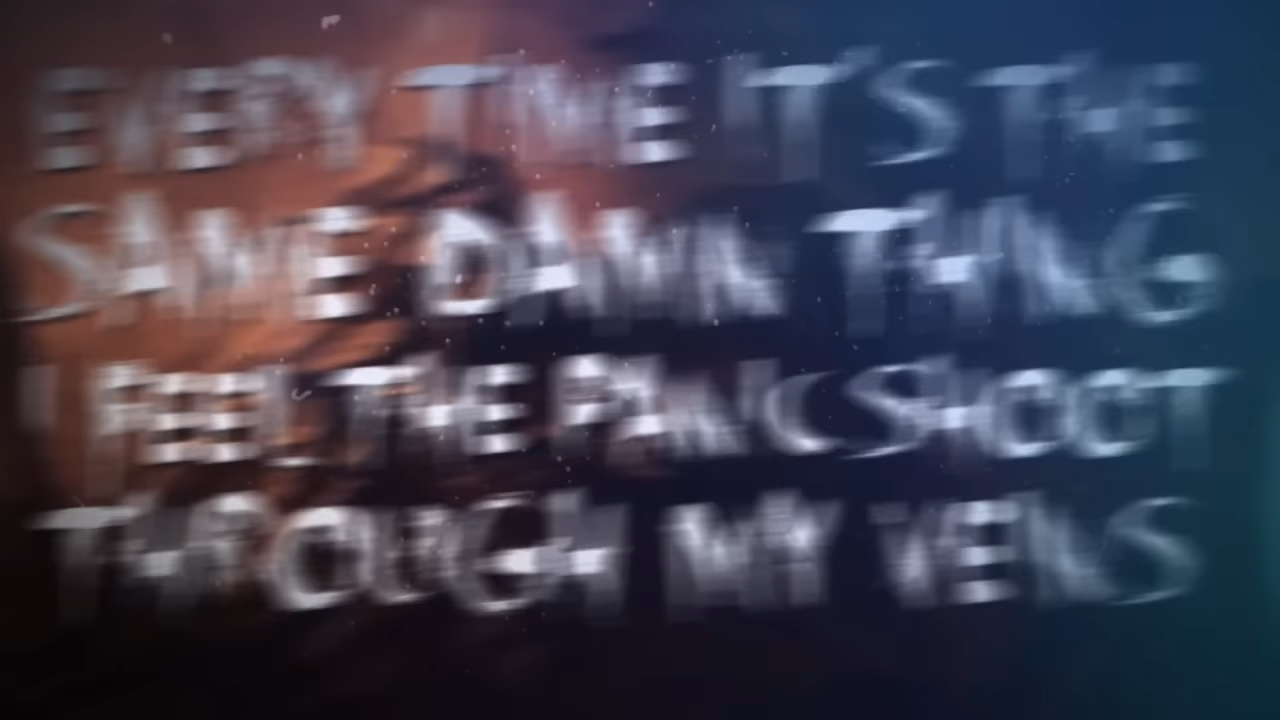 EVERY TIME IT'S THE
SAME DAMN THING
I FEEL THE PANIC SHOOT
THROUGH MY VEINS